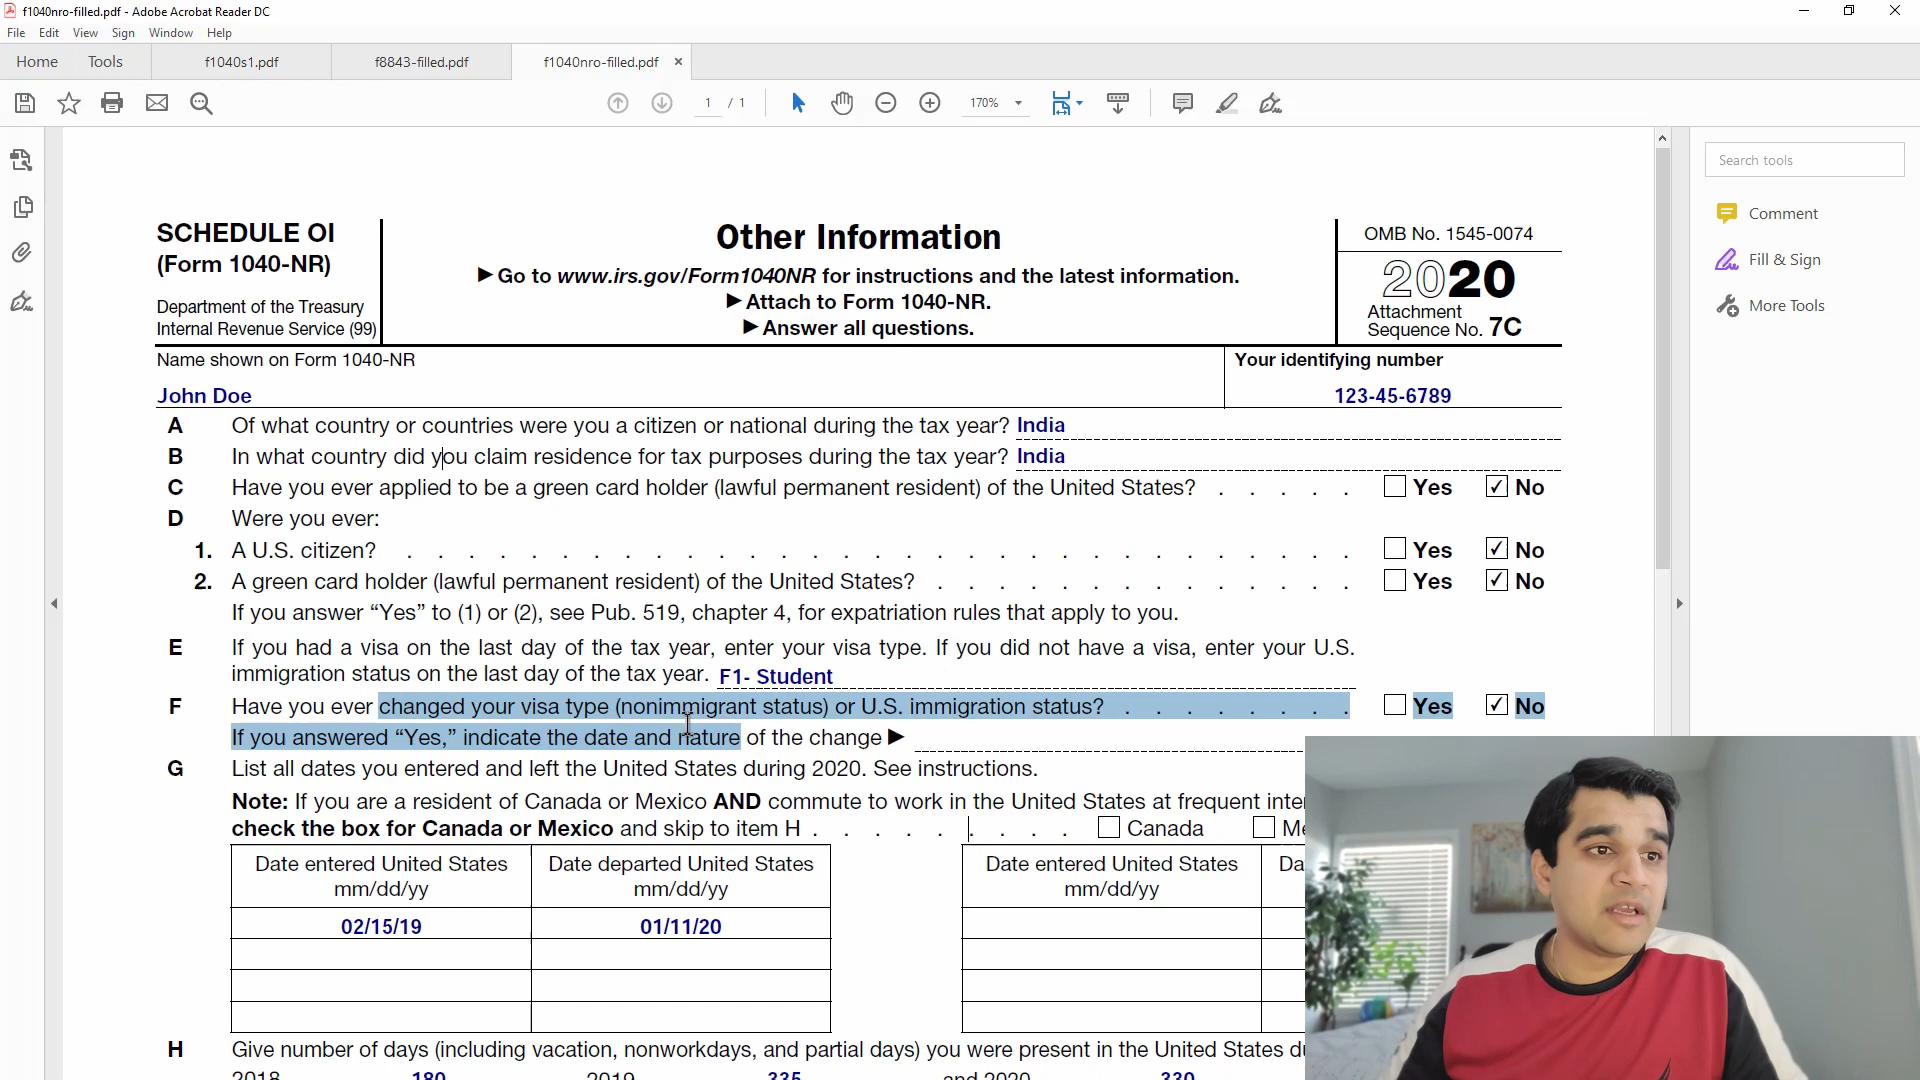 f1040nro-filled.pdf - Adobe Acrobat Reader DC
File Edit View Sign Window Help
Home Tools f1040s1.pdf f8843-filled.pdf f1040nro-filled.pdf ×
1 / 1 170%
Search tools
Comment
Fill & Sign
More Tools
SCHEDULE OI
(Form 1040-NR)
Department of the Treasury
Internal Revenue Service (99)
Other Information
▶Go to www.irs.gov/Form1040NR for instructions and the latest information.
▶Attach to Form 1040-NR.
▶Answer all questions.
OMB No. 1545-0074
2020
Attachment
Sequence No. 7C
Name shown on Form 1040-NR
Your identifying number
John Doe 123-45-6789
A Of what country or countries were you a citizen or national during the tax year? India
B In what country did you claim residence for tax purposes during the tax year? India
C Have you ever applied to be a green card holder (lawful permanent resident) of the United States? . . . . . Yes ✓ No
D Were you ever:
1. A U.S. citizen? . . . . . . . . . . . . . . . . . . . . . . . . . . . . . . . Yes ✓ No
2. A green card holder (lawful permanent resident) of the United States? . . . . . . . . . . . . . . Yes ✓ No
If you answer “Yes” to (1) or (2), see Pub. 519, chapter 4, for expatriation rules that apply to you.
E If you had a visa on the last day of the tax year, enter your visa type. If you did not have a visa, enter your U.S.
immigration status on the last day of the tax year. F1- Student
F Have you ever changed your visa type (nonimmigrant status) or U.S. immigration status? . . . . . . . . Yes ✓ No
If you answered “Yes,” indicate the date and nature of the change ▶
G List all dates you entered and left the United States during 2020. See instructions.
Note: If you are a resident of Canada or Mexico AND commute to work in the United States at frequent inter
check the box for Canada or Mexico and skip to item H . . . . . . . . . Canada Me
Date entered United States Date departed United States Date entered United States Da
mm/dd/yy mm/dd/yy mm/dd/yy
02/15/19 01/11/20
H Give number of days (including vacation, nonworkdays, and partial days) you were present in the United States du
2018 180 2019 335 and 2020 330